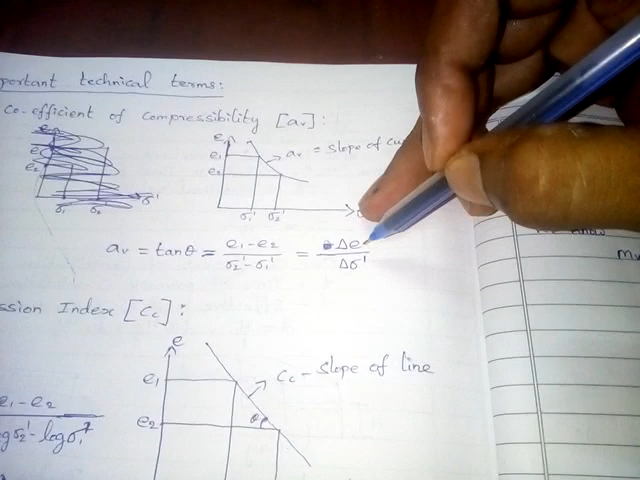 portant technical terms:
Co-efficient of compressibility [av]:
e
e1
e2
σ1
σ2
σ'
e
e1
e2
av = slope of cu
σ1' σ2'
av = tanθ = e1-e2 / σ2'-σ1' = Δe / Δσ'
ssion Index [Cc]:
e
e1
e2
Cc - slope of line
θ
e1-e2 / og σ2' - log σ1'